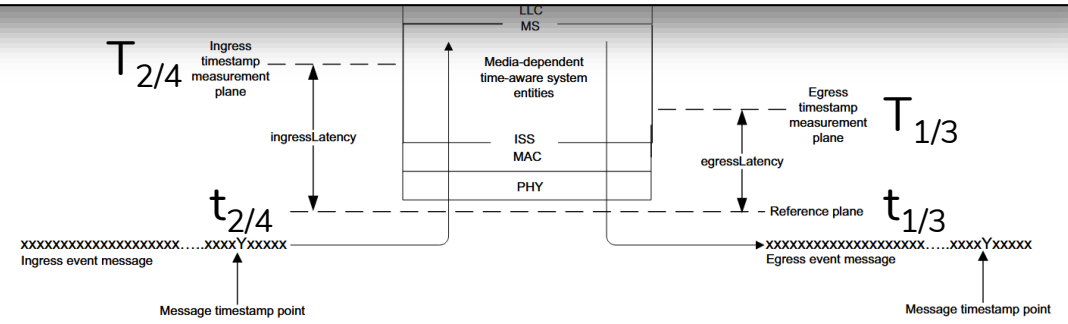 LLC
MS
T2/4
Ingress
timestamp
measurement
plane
Media-dependent
time-aware system
entities
Egress
timestamp
measurement
plane
T1/3
ingressLatency
ISS
MAC
egressLatency
PHY
t2/4
Reference plane
t1/3
xxxxxxxxxxxxxxxxxxxx…..xxxxYxxxxx
Ingress event message
xxxxxxxxxxxxxxxxxxxx…..xxxxYxxxxx
Egress event message
Message timestamp point
Message timestamp point